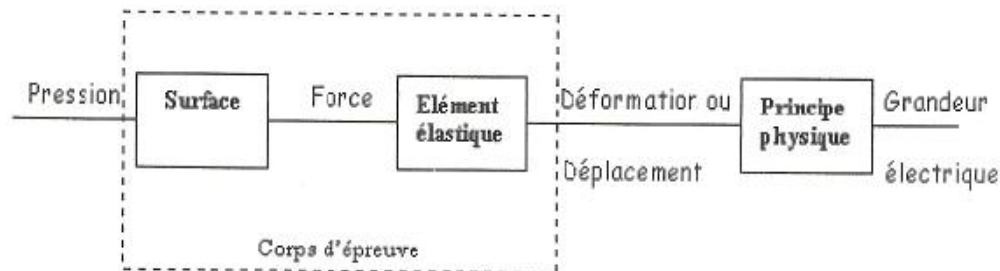 Pression
Surface
Force
Elément
élastique
Déformatior ou
Déplacement
Principe
physique
Grandeur
électrique
Corps d'épreuve